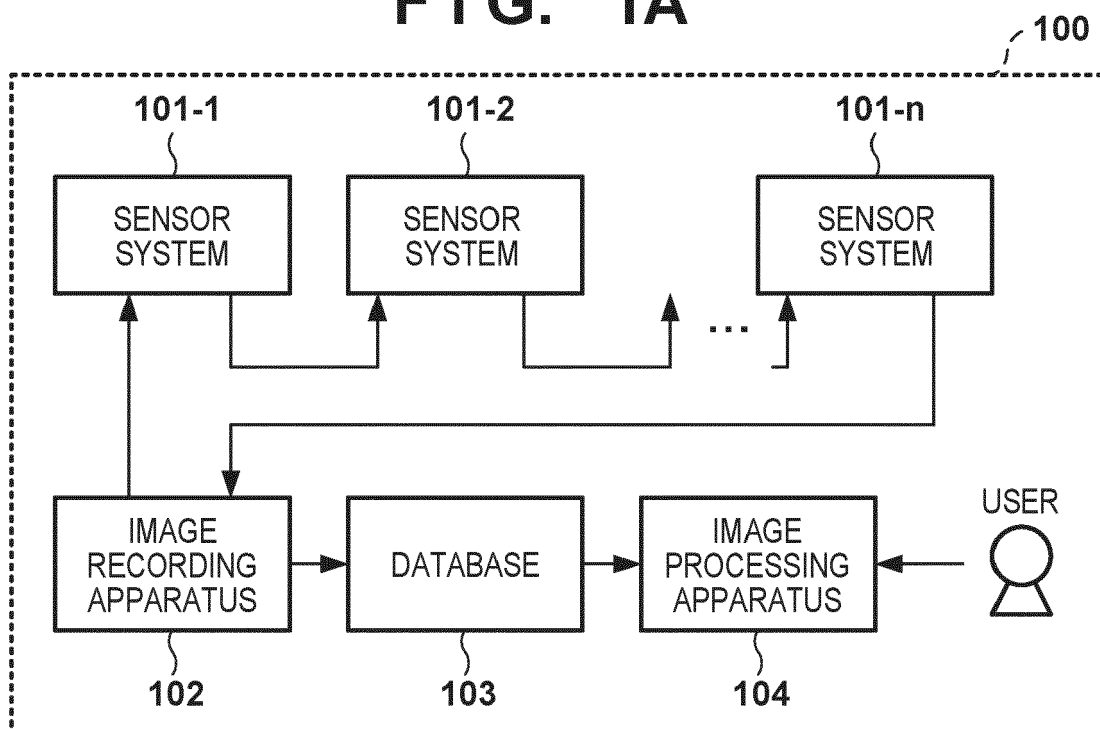 FIG. 1A
100
101-1
101-2
101-n
SENSOR
SYSTEM
SENSOR
SYSTEM
...
SENSOR
SYSTEM
USER
IMAGE
RECORDING
APPARATUS
DATABASE
IMAGE
PROCESSING
APPARATUS
102
103
104